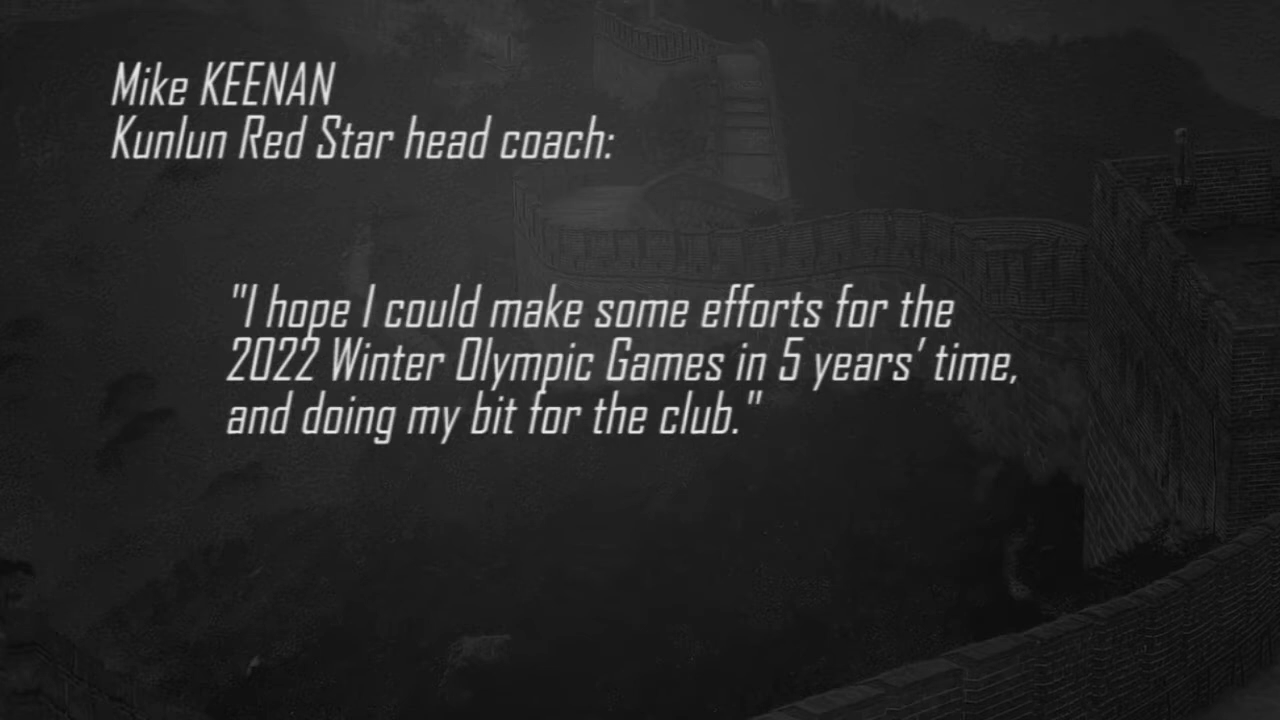 Mike KEENAN
Kunlun Red Star head coach:
"I hope I could make some efforts for the
2022 Winter Olympic Games in 5 years' time,
and doing my bit for the club."